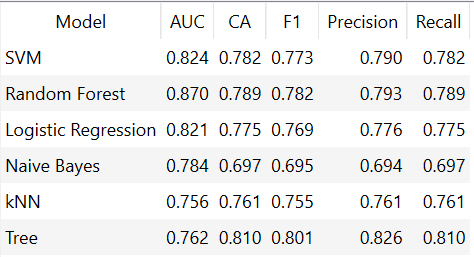 Model AUC CA F1 Precision Recall
SVM 0.824 0.782 0.773 0.790 0.782
Random Forest 0.870 0.789 0.782 0.793 0.789
Logistic Regression 0.821 0.775 0.769 0.776 0.775
Naive Bayes 0.784 0.697 0.695 0.694 0.697
kNN 0.756 0.761 0.755 0.761 0.761
Tree 0.762 0.810 0.801 0.826 0.810